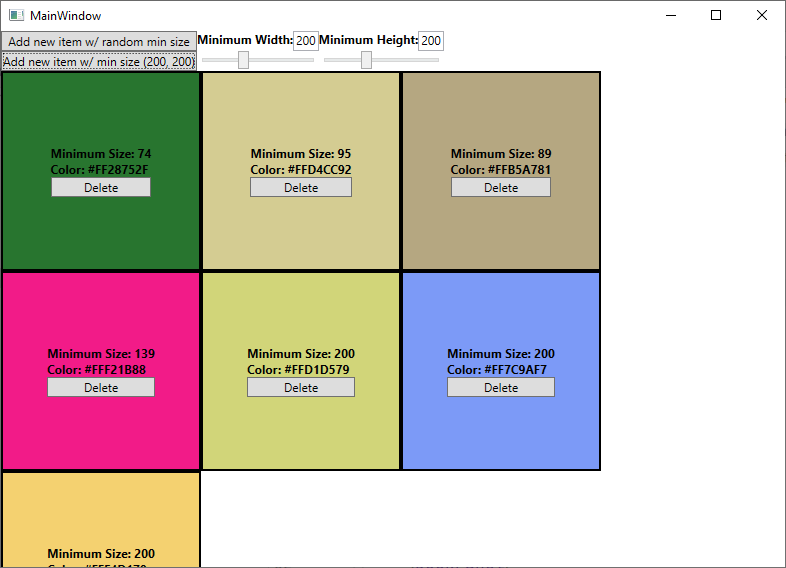 MainWindow
Add new item w/ random min size
Minimum Width: 200 Minimum Height: 200
Add new item w/ min size (200, 200)
Minimum Size: 74
Color: #FF28752F
Delete
Minimum Size: 95
Color: #FFD4CC92
Delete
Minimum Size: 89
Color: #FFB5A781
Delete
Minimum Size: 139
Color: #FFF21B88
Delete
Minimum Size: 200
Color: #FFD1D579
Delete
Minimum Size: 200
Color: #FF7C9AF7
Delete
Minimum Size: 200